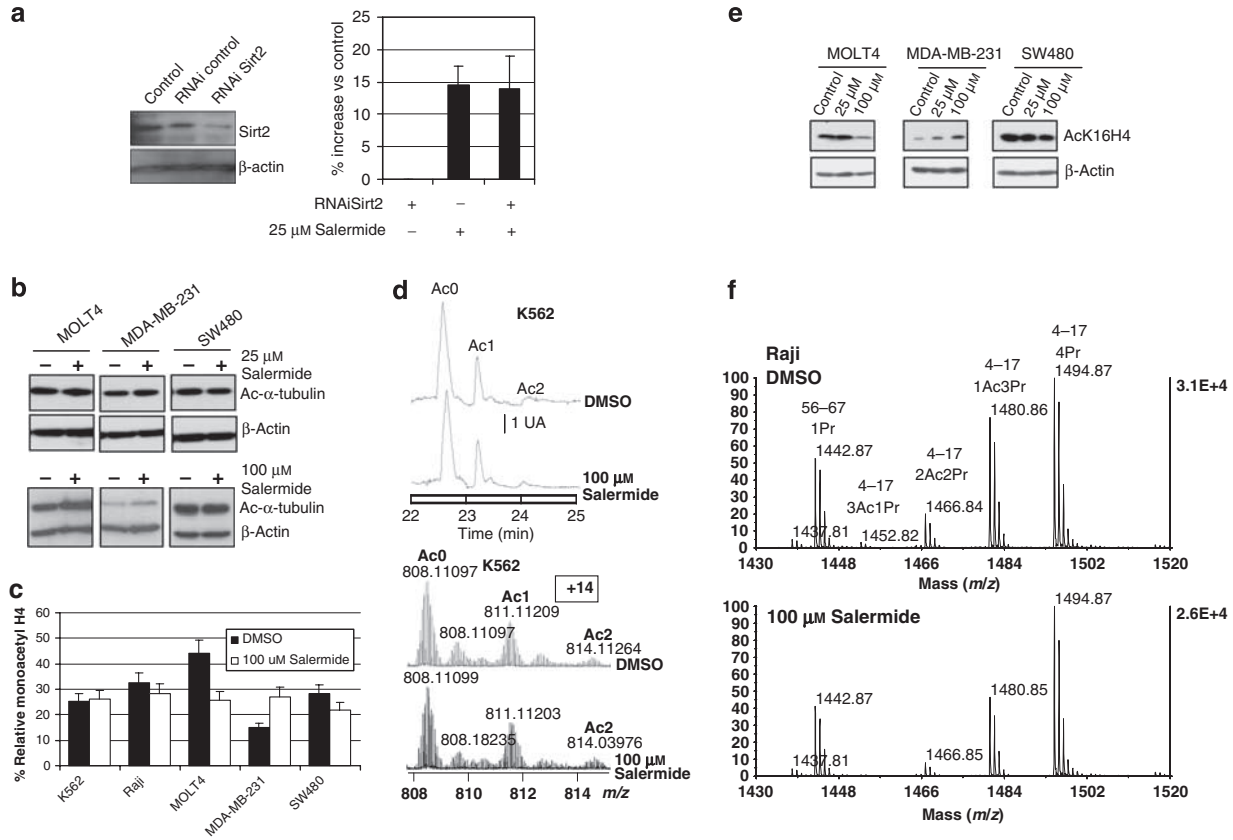 a
Control
RNAi control
RNAi Sirt2
Sirt2
β-actin
% increase vs control
25
20
15
10
5
0
RNAiSirt2 + – +
25 µM Salermide – + +
b
MOLT4
MDA-MB-231
SW480
– + – + – +
25 µM
Salermide
Ac-α-tubulin
β-Actin
– + – + – +
100 µM
Salermide
Ac-α-tubulin
β-Actin
c
% Relative monoacetyl H4
60
50
40
30
20
10
0
DMSO
100 uM Salermide
K562
Raji
MOLT4
MDA-MB-231
SW480
d
Ac0
K562
Ac1
Ac2
DMSO
1 UA
100 µM
Salermide
22 23 24 25
Time (min)
Ac0
808.11097
K562
+14
Ac1
811.11209
808.11097
Ac2
814.11264
DMSO
808.11099
811.11203
808.18235
Ac2
814.03976
100 µM
Salermide
808 810 812 814 m/z
e
MOLT4
MDA-MB-231
SW480
Control
25 µM
100 µM
Control
25 µM
100 µM
Control
25 µM
100 µM
AcK16H4
β-Actin
f
Raji
DMSO
100
90
80
70
60
50
40
30
20
10
0
3.1E+4
56–67
1Pr
1442.87
1437.81
4–17
3Ac1Pr
1452.82
4–17
2Ac2Pr
1466.84
4–17
1Ac3Pr
1480.86
4–17
4Pr
1494.87
1430 1448 1466 1484 1502 1520
Mass (m/z)
100 µM Salermide
100
90
80
70
60
50
40
30
20
10
0
2.6E+4
1437.81
1442.87
1466.85
1480.85
1494.87
1430 1448 1466 1484 1502 1520
Mass (m/z)